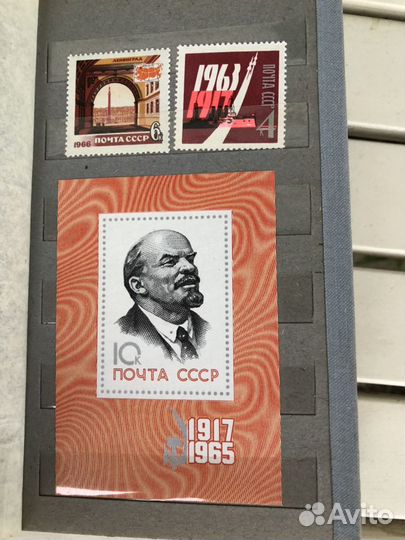 ЛЕНИНГРАД
1966 ПОЧТА СССР 6К
1963
1917
ПОЧТА СССР
4
10К
ПОЧТА СССР
1917
1965
Avito